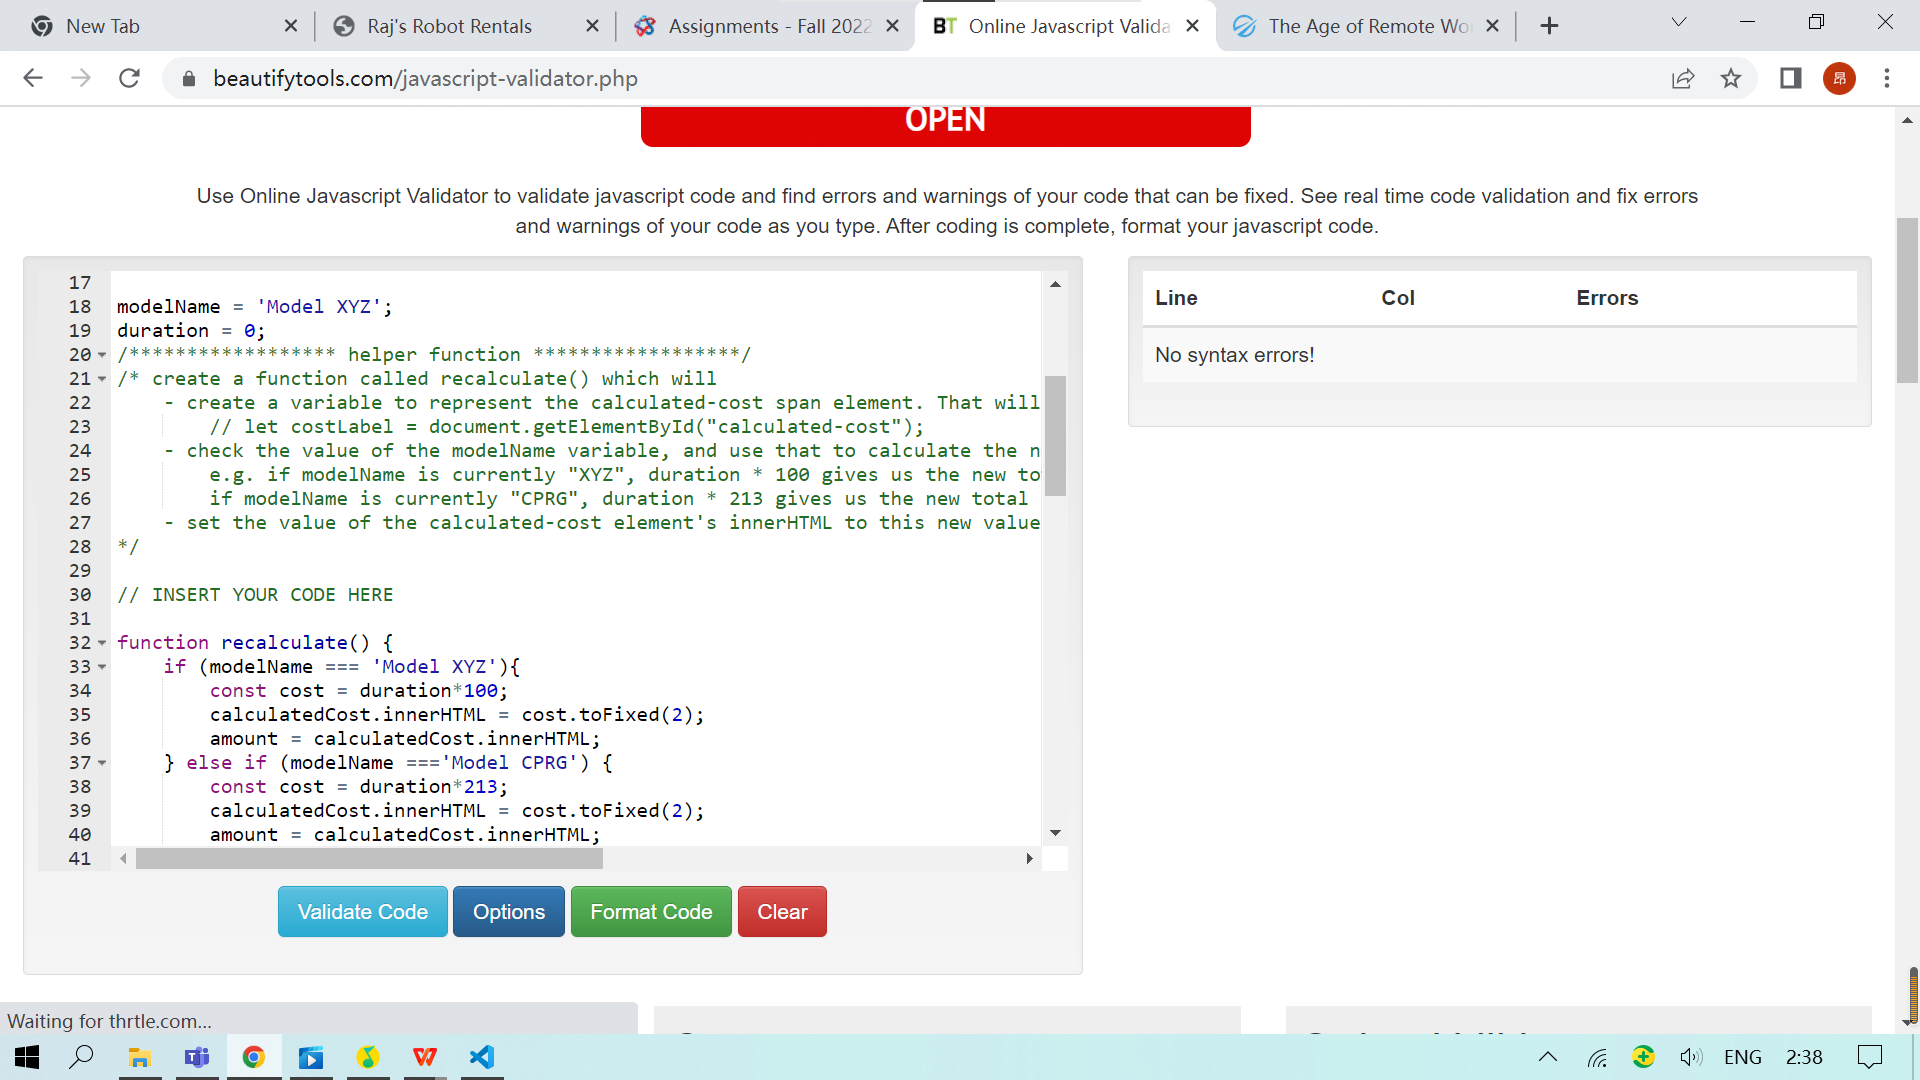 New Tab
Raj's Robot Rentals
Assignments - Fall 2022
BT Online Javascript Valida
The Age of Remote Wo
beautifytools.com/javascript-validator.php
昂
OPEN
Use Online Javascript Validator to validate javascript code and find errors and warnings of your code that can be fixed. See real time code validation and fix errors
and warnings of your code as you type. After coding is complete, format your javascript code.
17
18 modelName = 'Model XYZ';
19 duration = 0;
20 /****************** helper function ******************/
21 /* create a function called recalculate() which will
22     - create a variable to represent the calculated-cost span element. That will
23         // let costLabel = document.getElementById("calculated-cost");
24     - check the value of the modelName variable, and use that to calculate the n
25         e.g. if modelName is currently "XYZ", duration * 100 gives us the new to
26         if modelName is currently "CPRG", duration * 213 gives us the new total
27     - set the value of the calculated-cost element's innerHTML to this new value
28 */
29
30 // INSERT YOUR CODE HERE
31
32 function recalculate() {
33     if (modelName === 'Model XYZ'){
34         const cost = duration*100;
35         calculatedCost.innerHTML = cost.toFixed(2);
36         amount = calculatedCost.innerHTML;
37     } else if (modelName ==='Model CPRG') {
38         const cost = duration*213;
39         calculatedCost.innerHTML = cost.toFixed(2);
40         amount = calculatedCost.innerHTML;
41
Line Col Errors
No syntax errors!
Validate Code Options Format Code Clear
Waiting for thrtle.com...
ENG 2:38